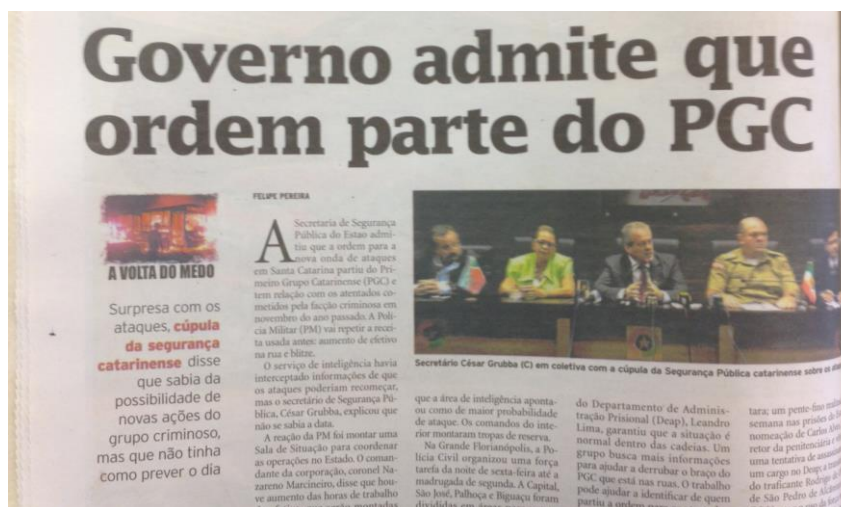 Governo admite que
ordem parte do PGC
A VOLTA DO MEDO
Surpresa com os
ataques, cúpula
da segurança
catarinense disse
que sabia da
possibilidade de
novas ações do
grupo criminoso,
mas que não tinha
como prever o dia
FELIPE PEREIRA
A Secretaria de Segurança
Pública do Estao admi-
tiu que a ordem para a
nova onda de ataques
em Santa Catarina partiu do Pri-
meiro Grupo Catarinense (PGC) e
tem relação com os atentados co-
metidos pela facção criminosa em
novembro do ano passado. A Polí-
cia Militar (PM) vai repetir a recei-
ta usada antes: aumento de efetivo
na rua e blitze.
O serviço de inteligência havia
interceptado informações de que
os ataques poderiam recomeçar,
mas o secretário de Segurança Pú-
blica, César Grubba, explicou que
não se sabia a data.
A reação da PM foi montar uma
Sala de Situação para coordenar
as operações no Estado. O coman-
dante da corporação, coronel Na-
zareno Marcineiro, disse que hou-
ve aumento das horas de trabalho
Secretário César Grubba (C) em coletiva com a cúpula da Segurança Pública catarinense sobre os
que a área de inteligência aponta-
ou como de maior probabilidade
de ataque. Os comandos do inte-
rior montaram tropas de reserva.
Na Grande Florianópolis, a Po-
lícia Civil organizou uma força
tarefa da noite de sexta-feira até a
madrugada de segunda. A Capital,
São José, Palhoça e Biguaçu foram
divididas em áreas
do Departamento de Adminis-
tração Prisional (Deap), Leandro
Lima, garantiu que a situação é
normal dentro das cadeias. Um
grupo busca mais informações
para ajudar a derrubar o braço do
PGC que está nas ruas. O trabalho
pode ajudar a identificar de quem
partiu a ordem
tara; um pente-fino
semana nas prisões
nomeação de Carlos
retor da penitenciária
uma tentativa de
um cargo no Deap; a
do traficante Rodrigo
de São Pedro de